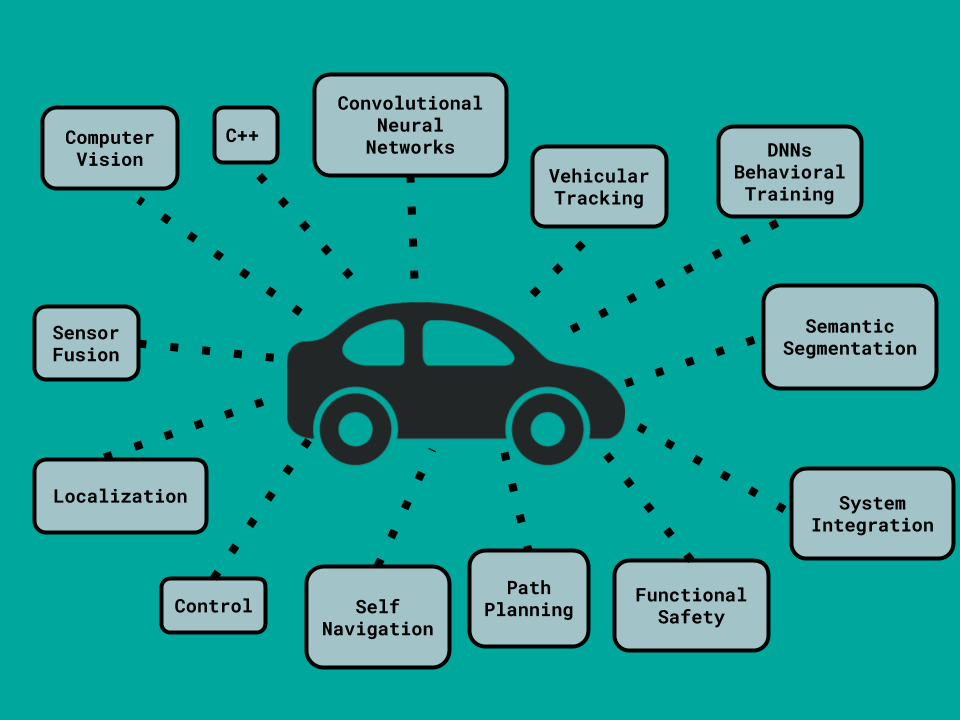 Computer
Vision
C++
Convolutional
Neural
Networks
Vehicular
Tracking
DNNs
Behavioral
Training
Sensor
Fusion
Semantic
Segmentation
Localization
System
Integration
Control
Self
Navigation
Path
Planning
Functional
Safety